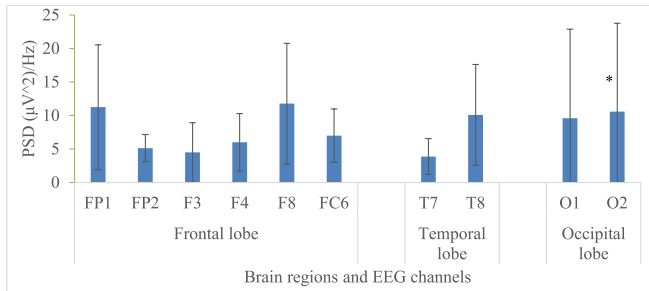 25
20
15
10
5
0
PSD (µV^2)/Hz)
*
FP1 FP2 F3 F4 F8 FC6 T7 T8 O1 O2
Frontal lobe Temporal lobe Occipital lobe
Brain regions and EEG channels